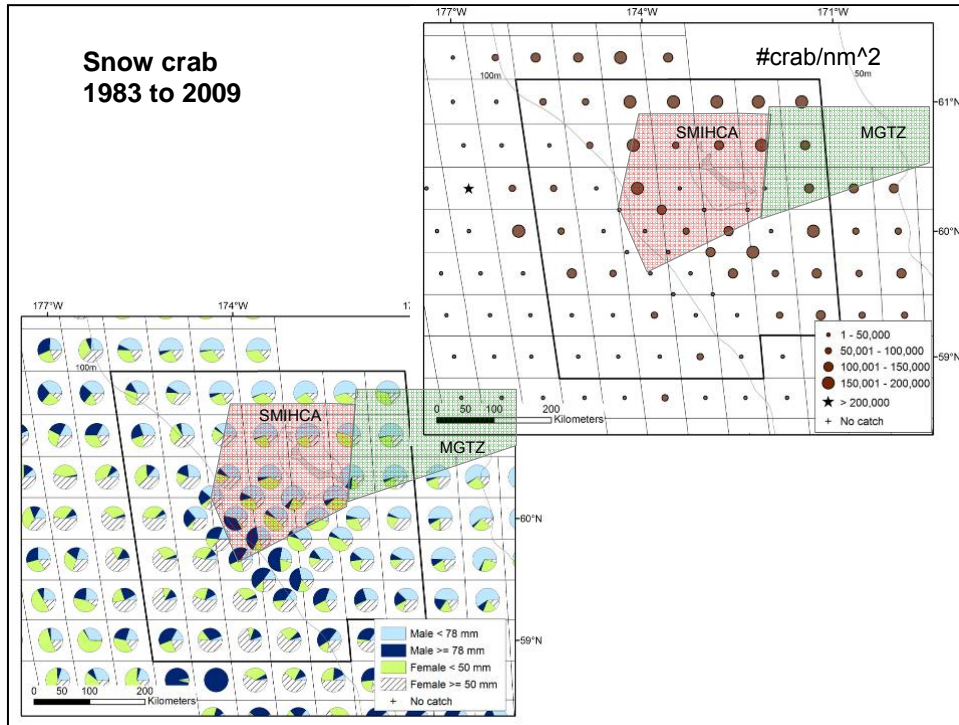 Snow crab
1983 to 2009
177°W
174°W
171°W
#crab/nm^2
100m
50m
61°N
SMIHCA
MGTZ
60°N
59°N
1 - 50,000
50,001 - 100,000
100,001 - 150,000
150,001 - 200,000
> 200,000
No catch
0 50 100 200
Kilometers
177°W
174°W
100m
SMIHCA
MGTZ
60°N
59°N
Male < 78 mm
Male >= 78 mm
Female < 50 mm
Female >= 50 mm
No catch
0 50 100 200
Kilometers